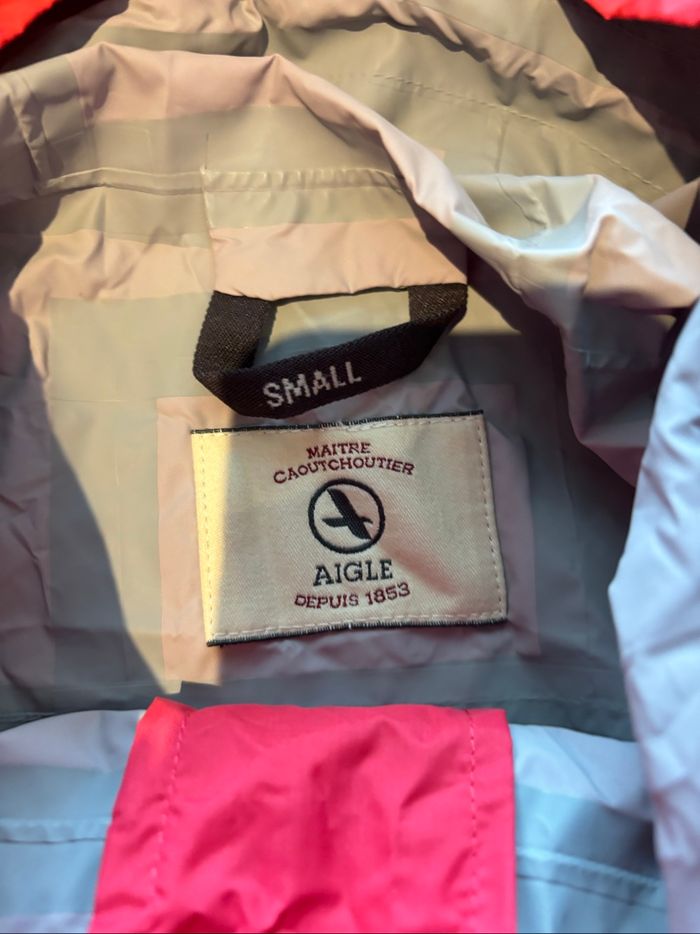 SMALL
MAITRE
CAOUTCHOUTIER
AIGLE
DEPUIS 1853